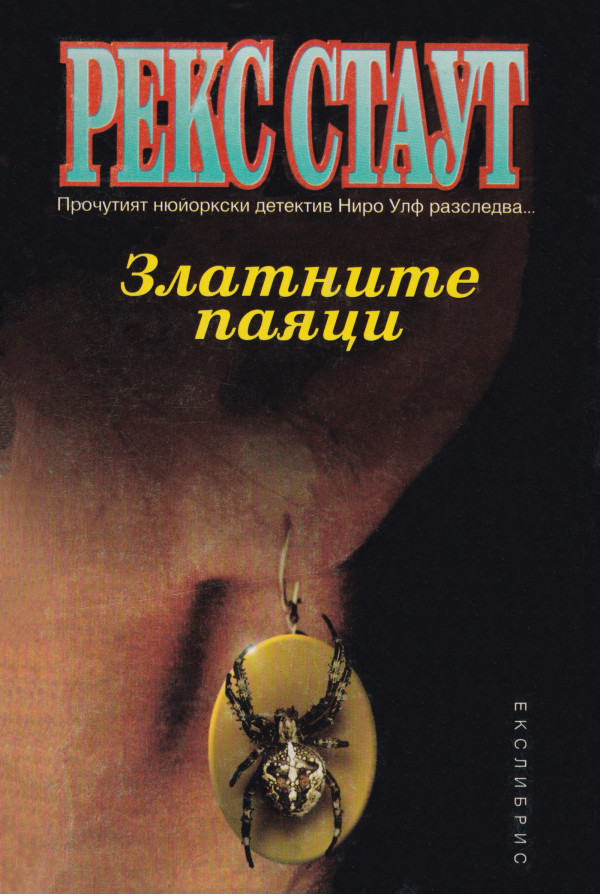 РЕКС СТАУТ
Прочутият нюйоркски детектив Ниро Улф разследва...
Златните
паяци
ЕКСЛИБРИС